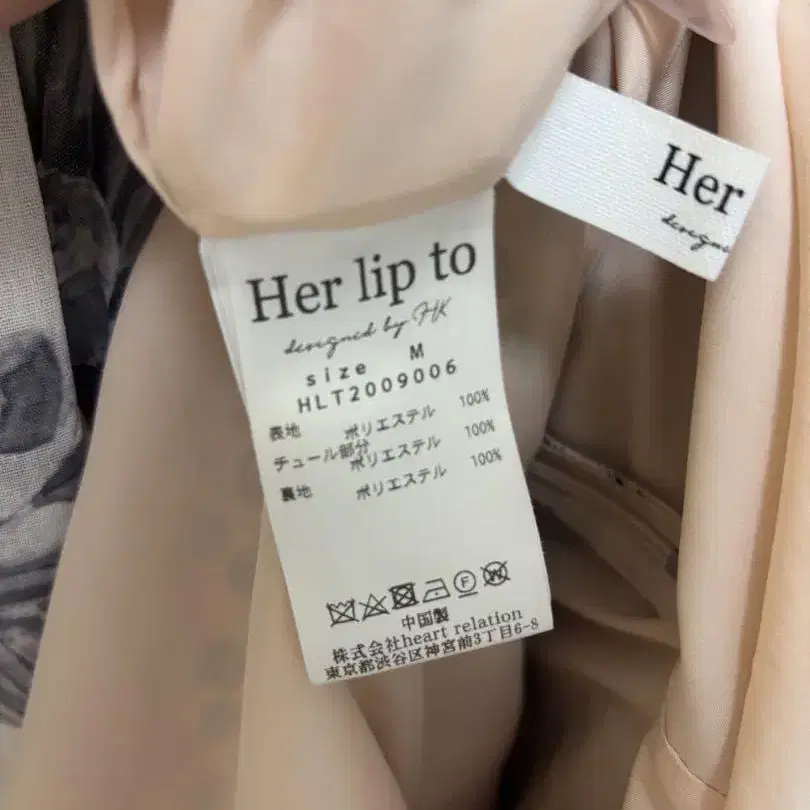 Her lip to
designed by HK
size M
HLT2009006
表地 ポリエステル 100%
チュール部分 ポリエステル 100%
裏地 ポリエステル 100%
F
W
中国製
株式会社heart relation
東京都渋谷区神宮前3丁目6-8
Her
designe